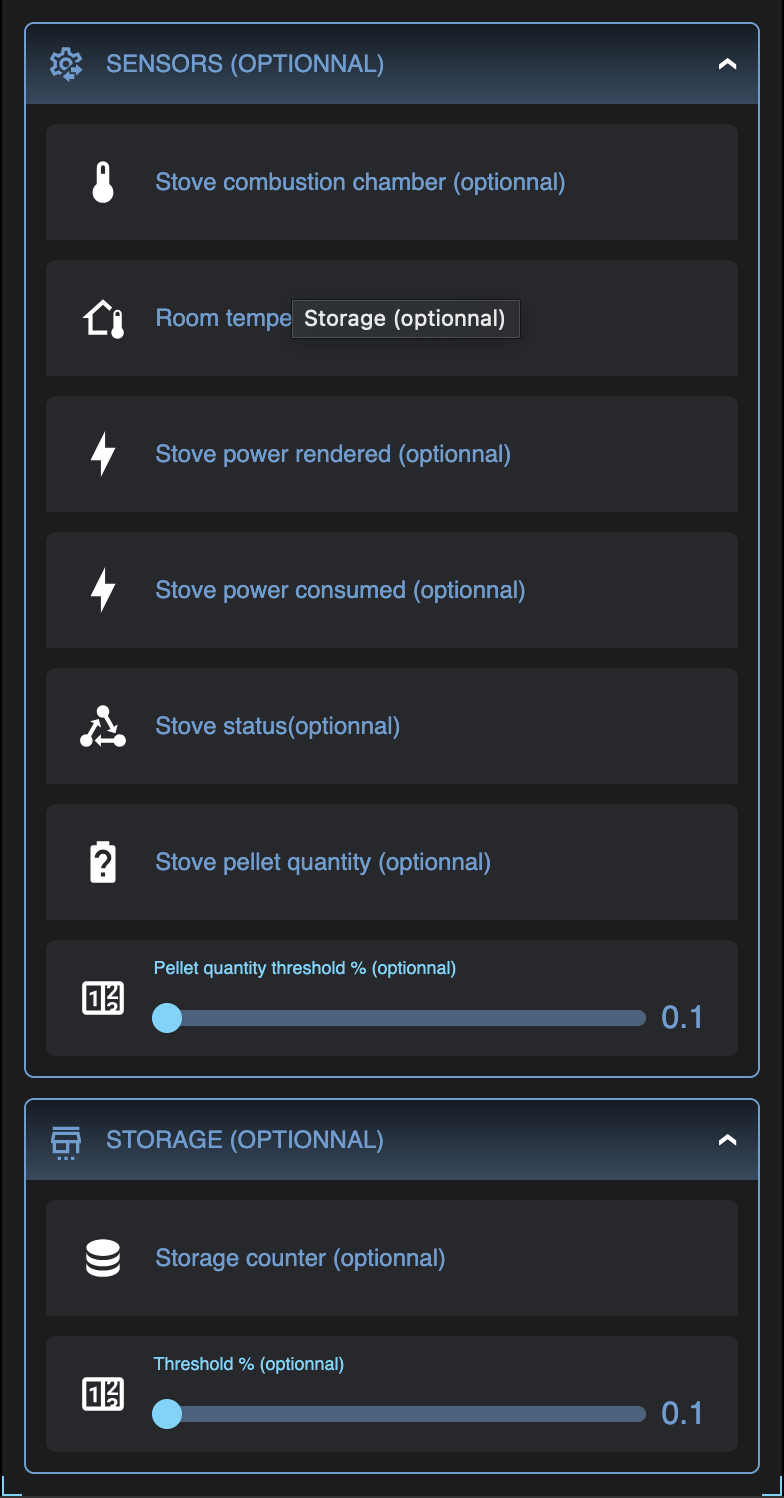 SENSORS (OPTIONNAL)
Stove combustion chamber (optionnal)
Room tempe
Storage (optionnal)
Stove power rendered (optionnal)
Stove power consumed (optionnal)
Stove status(optionnal)
Stove pellet quantity (optionnal)
Pellet quantity threshold % (optionnal)
0.1
STORAGE (OPTIONNAL)
Storage counter (optionnal)
Threshold % (optionnal)
0.1